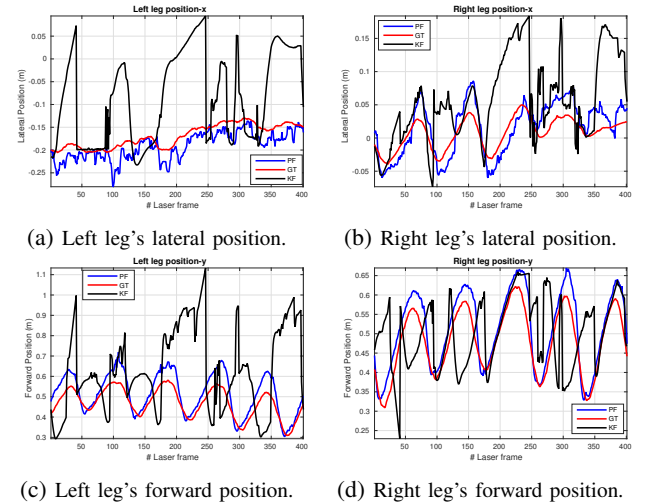 Left leg position-x
0.05
0
-0.05
-0.1
-0.15
-0.2
-0.25
Lateral Position (m)
PF
GT
KF
50 100 150 200 250 300 350 400
# Laser frame
(a) Left leg's lateral position.
Right leg position-x
0.15
0.1
0.05
0
-0.05
Lateral Position (m)
PF
GT
KF
50 100 150 200 250 300 350 400
# Laser frame
(b) Right leg's lateral position.
Left leg position-y
1.1
1
0.9
0.8
0.7
0.6
0.5
0.4
0.3
Forward Position (m)
PF
GT
KF
50 100 150 200 250 300 350 400
# Laser frame
(c) Left leg's forward position.
Right leg position-y
0.65
0.6
0.55
0.5
0.45
0.4
0.35
0.3
0.25
Forward Position (m)
PF
GT
KF
50 100 150 200 250 300 350 400
# Laser frame
(d) Right leg's forward position.